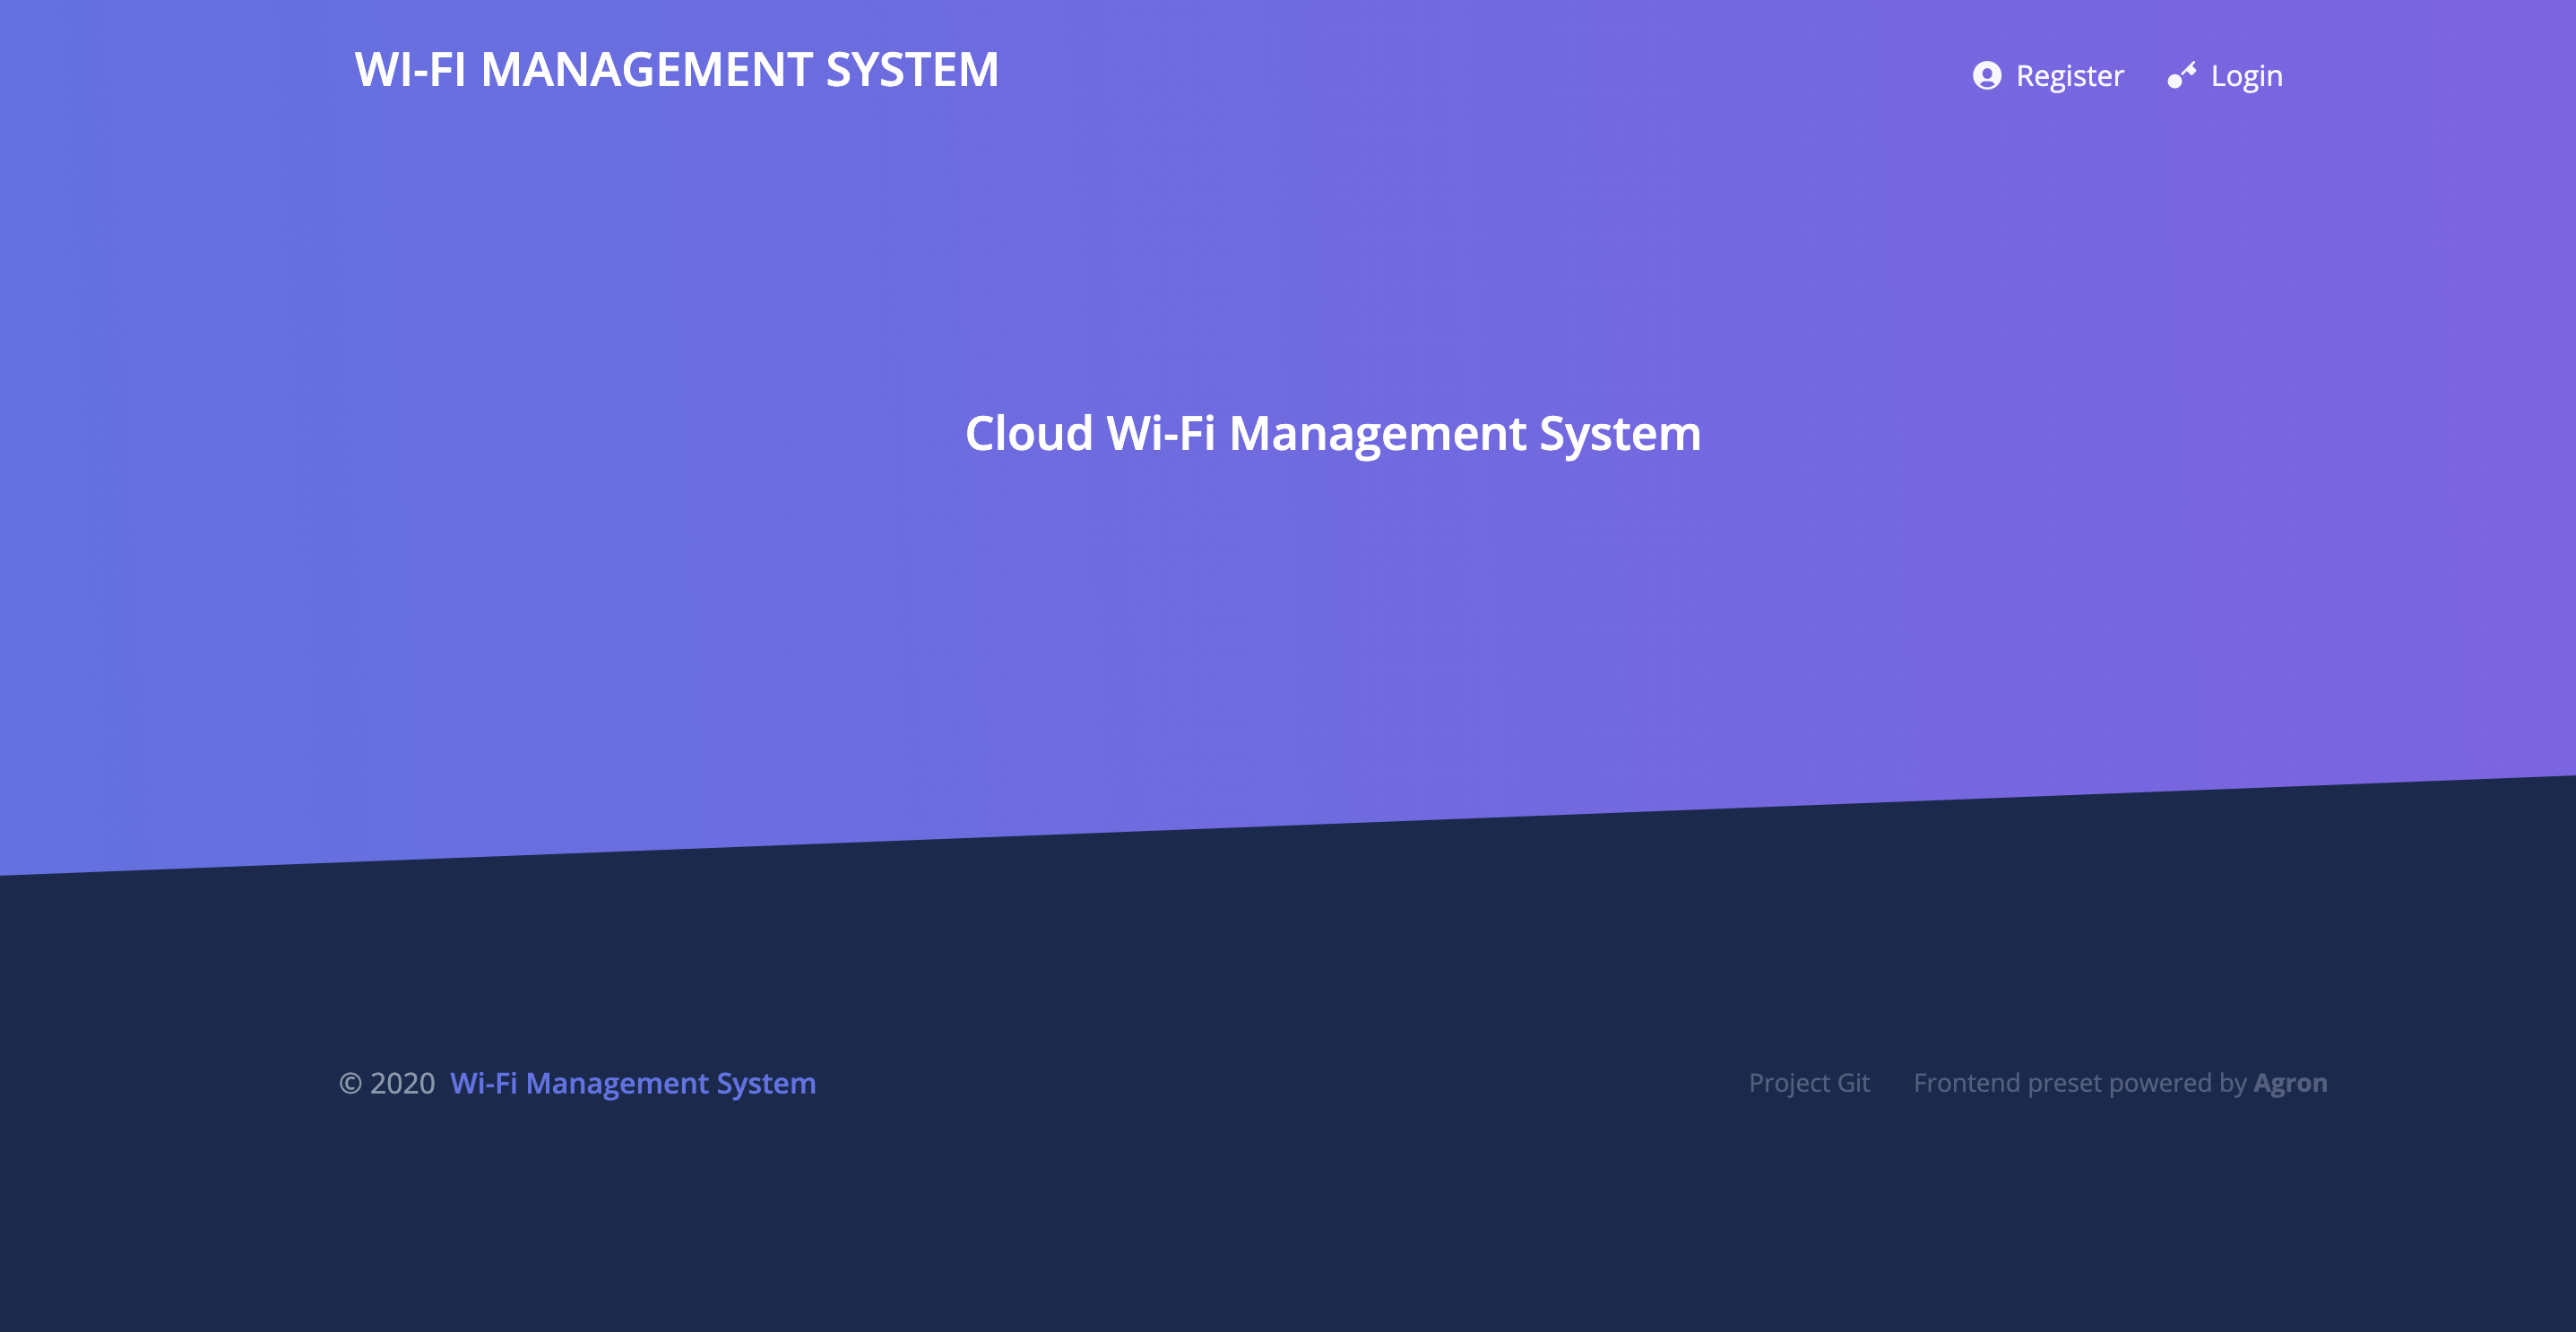 WI-FI MANAGEMENT SYSTEM
Register Login
Cloud Wi-Fi Management System
© 2020 Wi-Fi Management System
Project Git Frontend preset powered by Agron